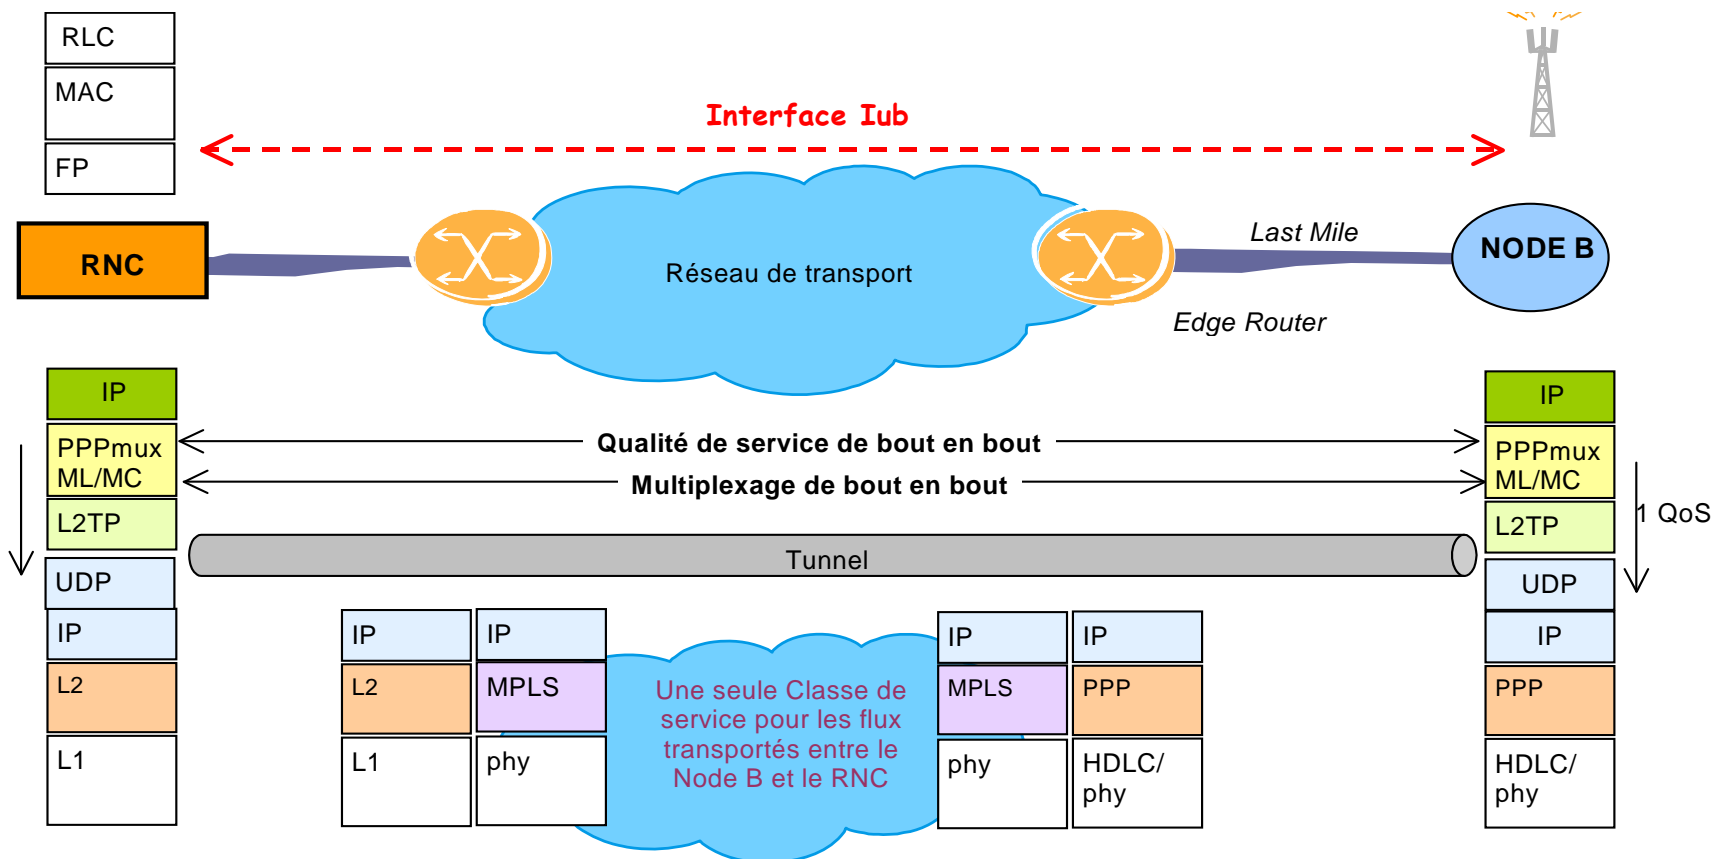 RLC
MAC
FP
Interface Iub
RNC
Réseau de transport
Last Mile
Edge Router
NODE B
IP
PPPmux
ML/MC
L2TP
UDP
IP
L2
L1
Qualité de service de bout en bout
Multiplexage de bout en bout
Tunnel
IP
L2
L1
IP
MPLS
phy
Une seule Classe de
service pour les flux
transportés entre le
Node B et le RNC
IP
MPLS
phy
IP
PPP
HDLC/
phy
IP
PPPmux
ML/MC
L2TP
UDP
IP
PPP
HDLC/
phy
1 QoS